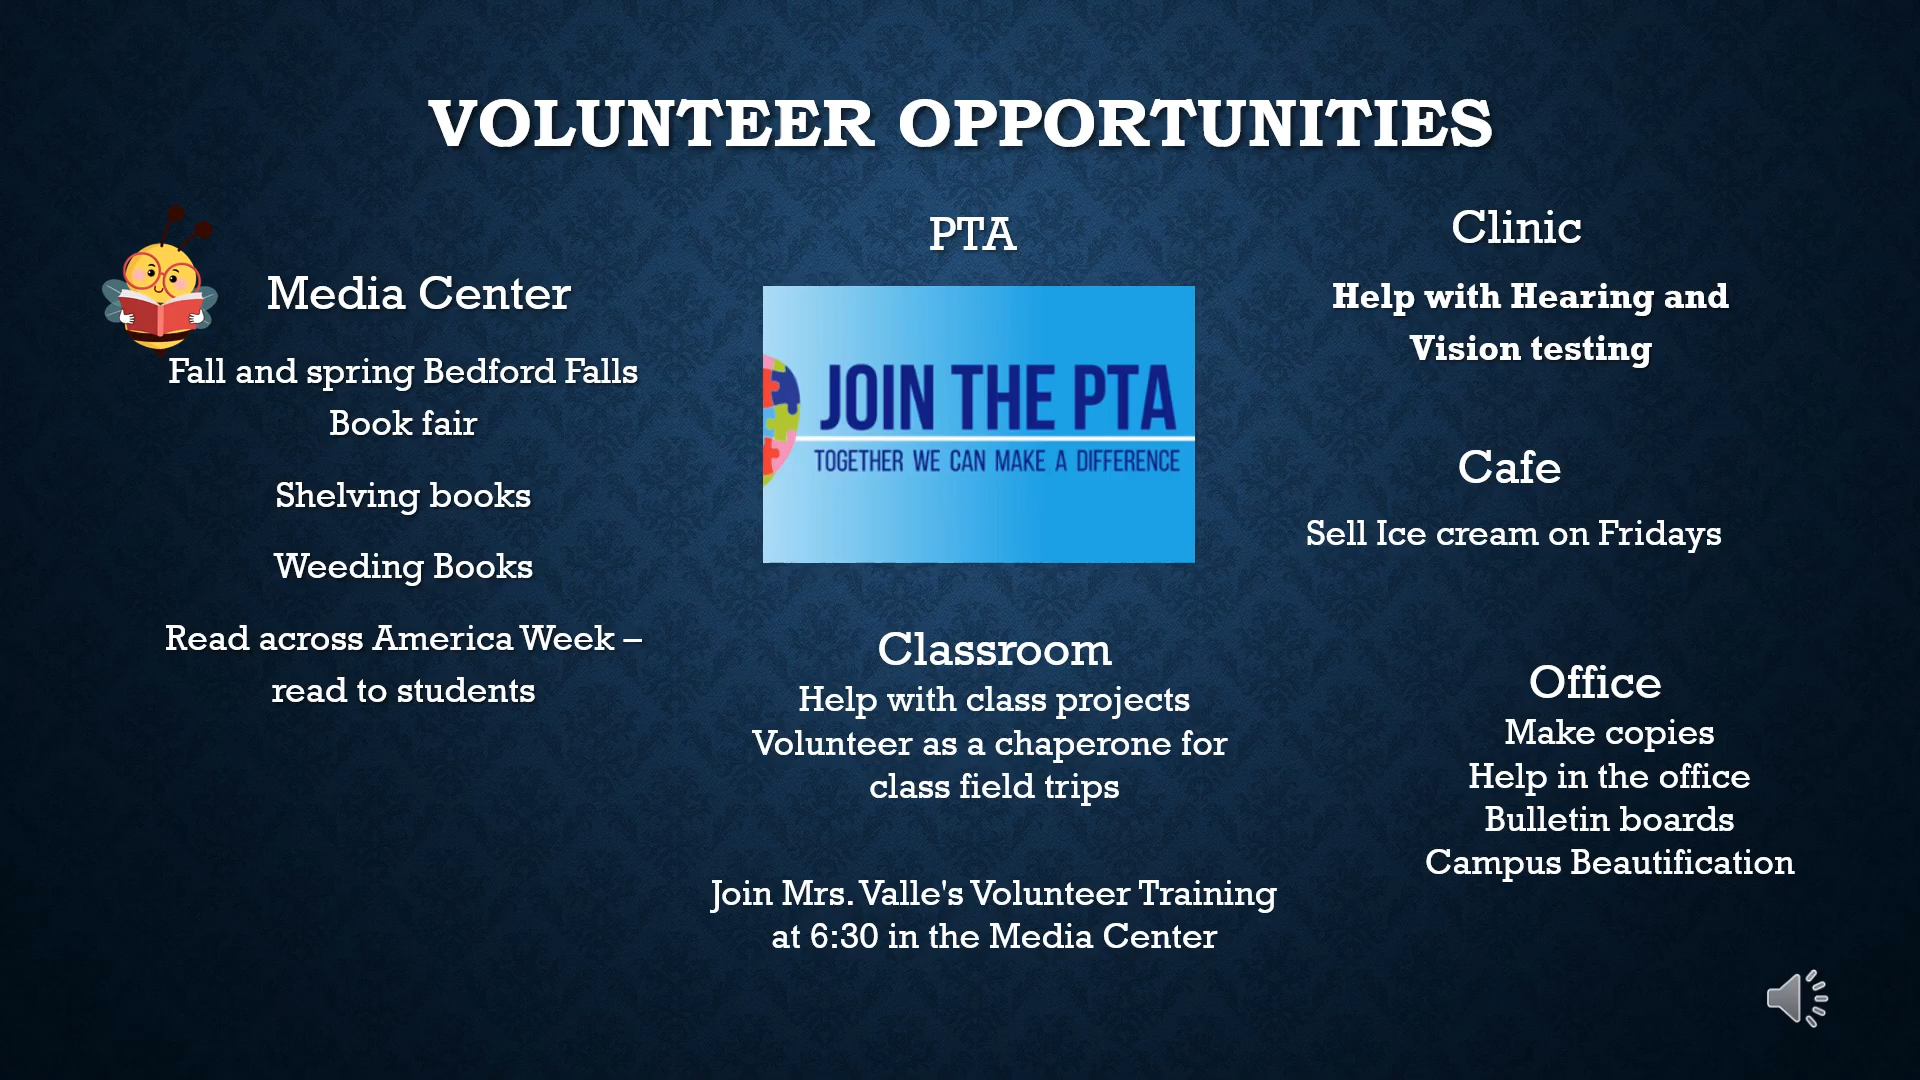 VOLUNTEER OPPORTUNITIES
Media Center
Fall and spring Bedford Falls
Book fair
Shelving books
Weeding Books
Read across America Week –
read to students
PTA
JOIN THE PTA
TOGETHER WE CAN MAKE A DIFFERENCE
Classroom
Help with class projects
Volunteer as a chaperone for
class field trips
Join Mrs. Valle's Volunteer Training
at 6:30 in the Media Center
Clinic
Help with Hearing and
Vision testing
Cafe
Sell Ice cream on Fridays
Office
Make copies
Help in the office
Bulletin boards
Campus Beautification